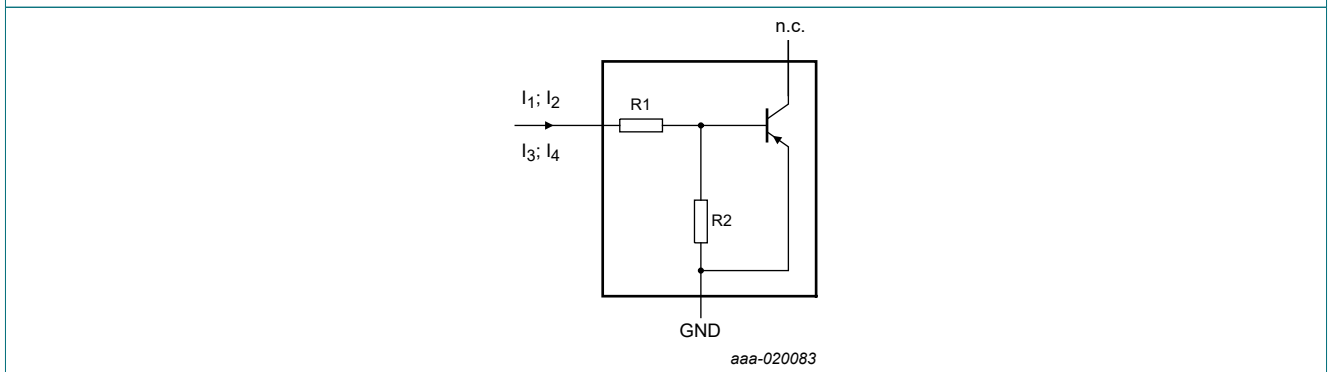 n.c.
I1; I2
R1
I3; I4
R2
GND
aaa-020083